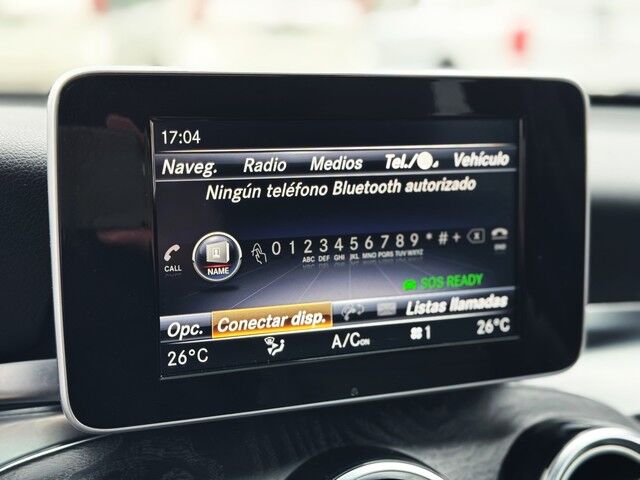 17:04
Naveg. Radio Medios Tel./ Vehículo
Ningún teléfono Bluetooth autorizado
0 1 2 3 4 5 6 7 8 9 * # +
ABC DEF GHI JKL MNO PQRS TUV WXYZ
CALL NAME END
SOS READY
Opc. Conectar disp. Listas llamadas
26°C A/C ON 1 26°C